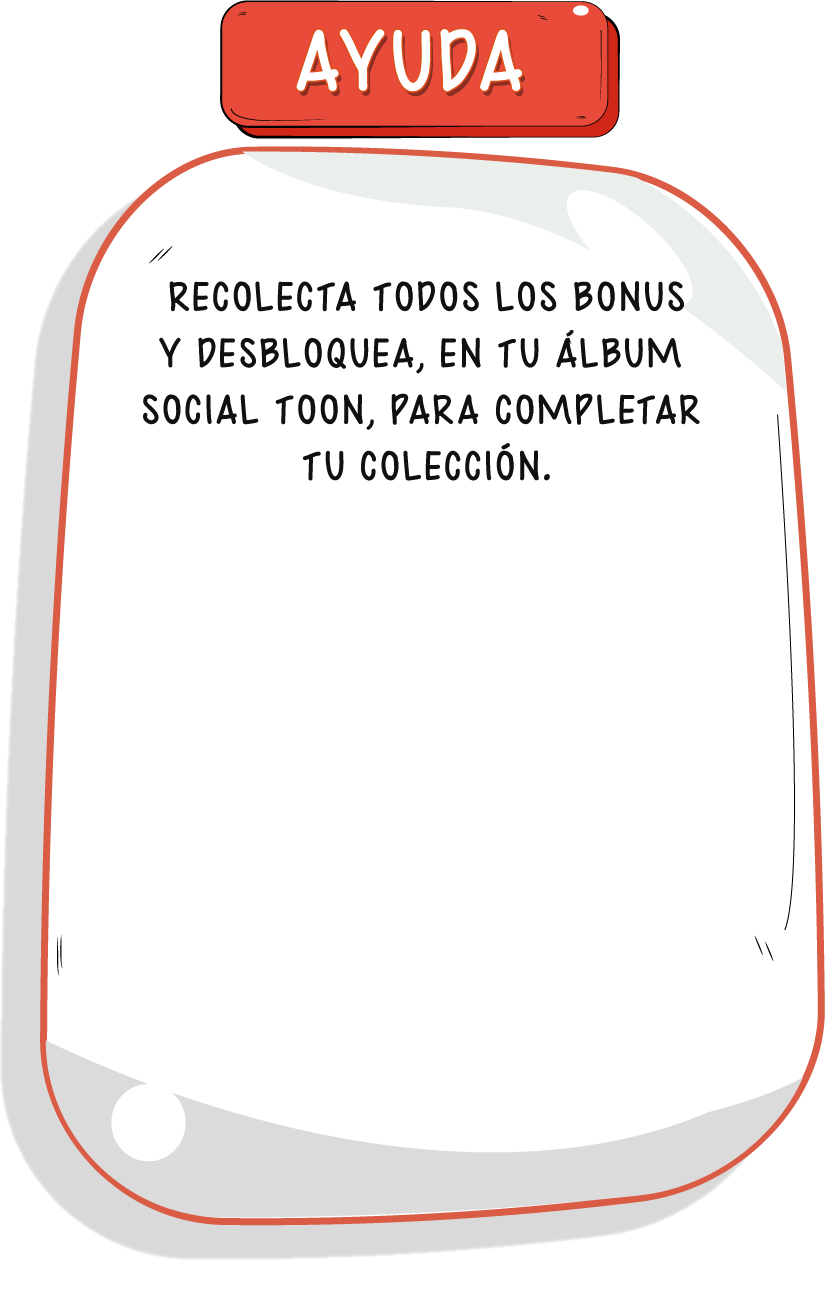 AYUDA
RECOLECTA TODOS LOS BONUS
Y DESBLOQUEA, EN TU ÁLBUM
SOCIAL TOON, PARA COMPLETAR
TU COLECCIÓN.